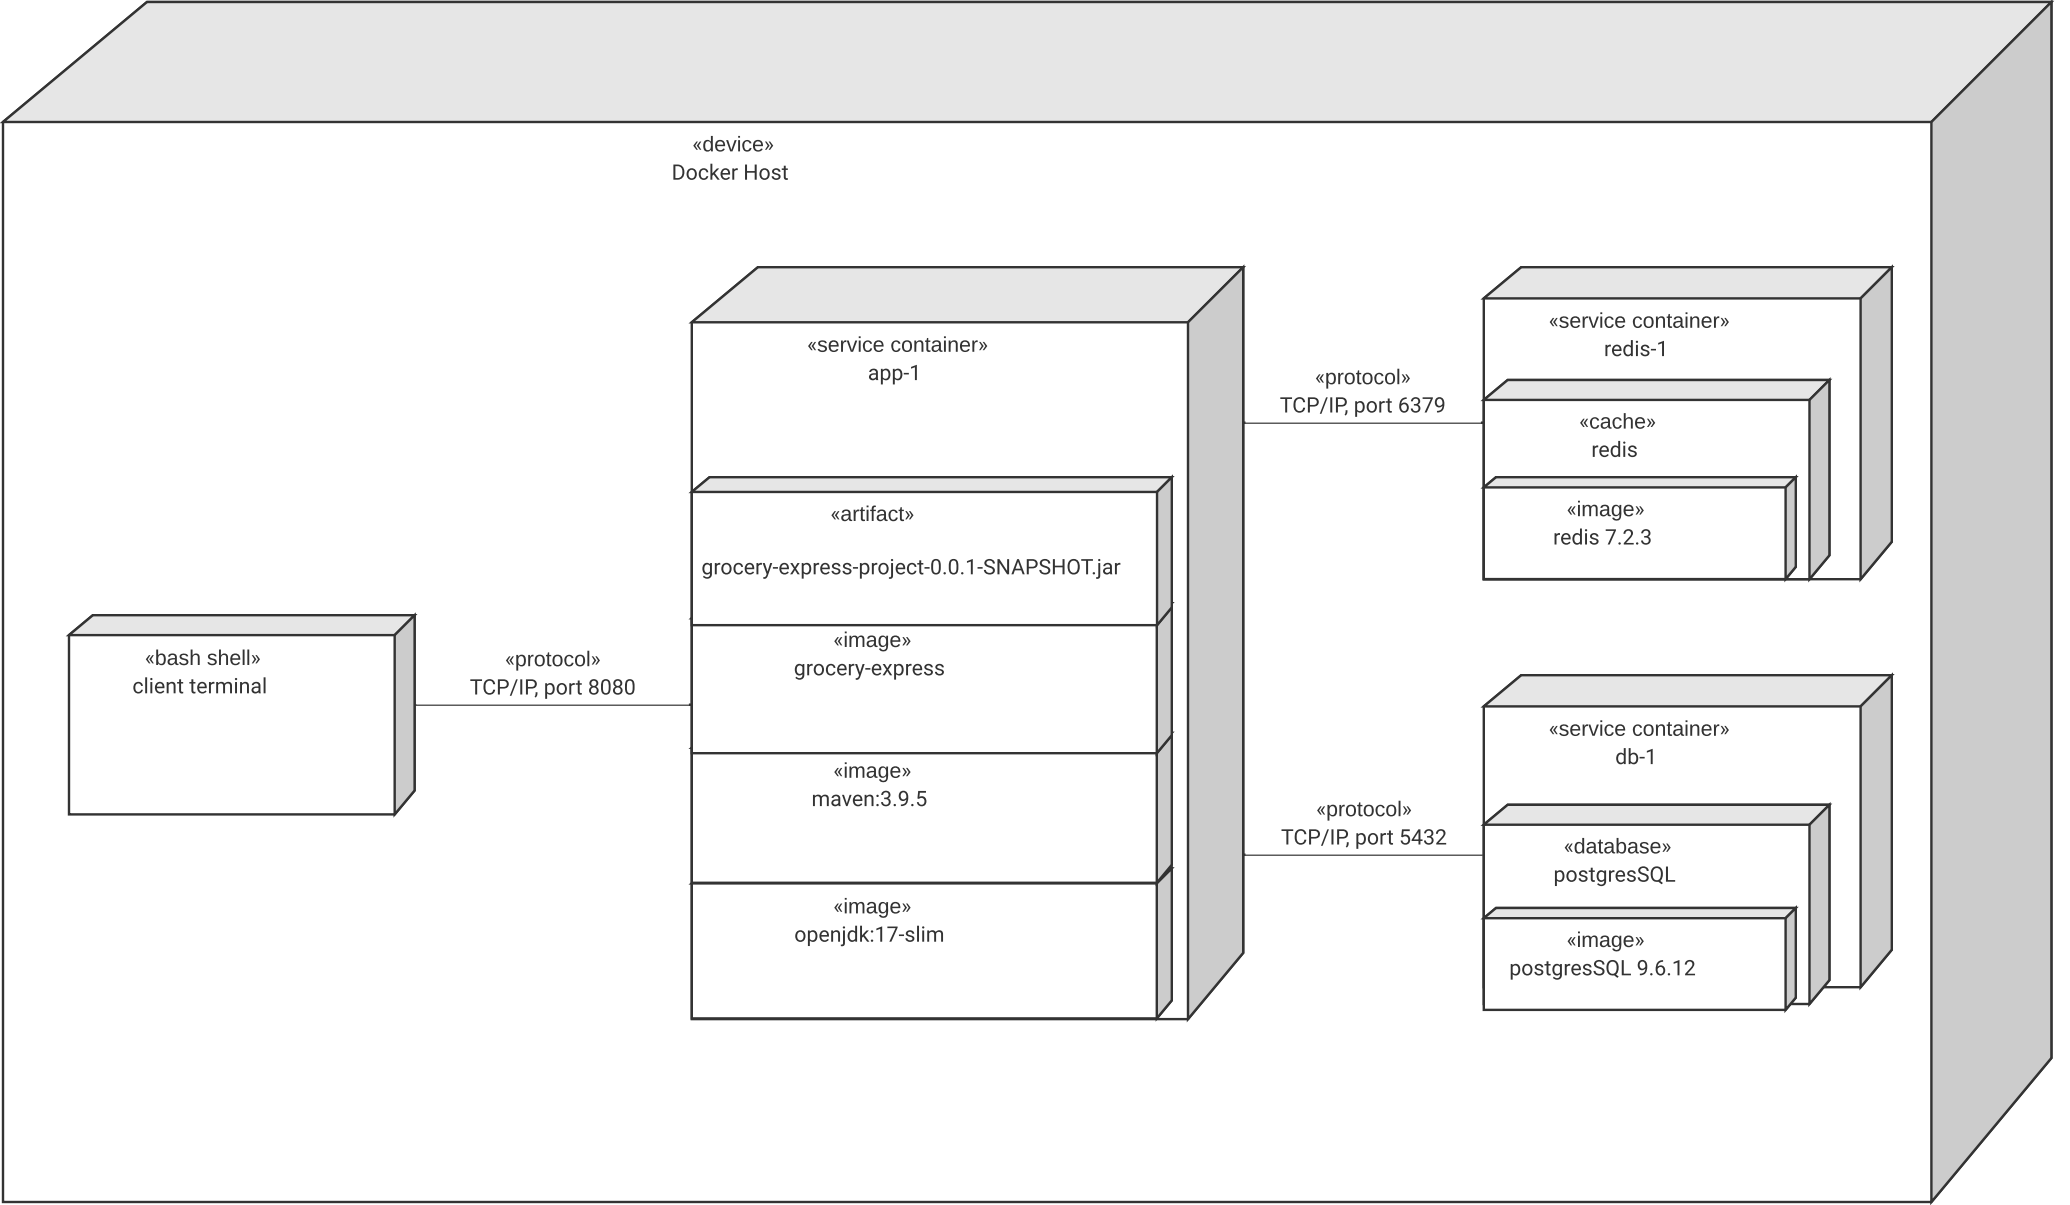 «device»
Docker Host
«service container»
app-1
«artifact»
grocery-express-project-0.0.1-SNAPSHOT.jar
«image»
grocery-express
«image»
maven:3.9.5
«image»
openjdk:17-slim
«bash shell»
client terminal
«protocol»
TCP/IP, port 8080
«protocol»
TCP/IP, port 6379
«service container»
redis-1
«cache»
redis
«image»
redis 7.2.3
«protocol»
TCP/IP, port 5432
«service container»
db-1
«database»
postgresSQL
«image»
postgresSQL 9.6.12